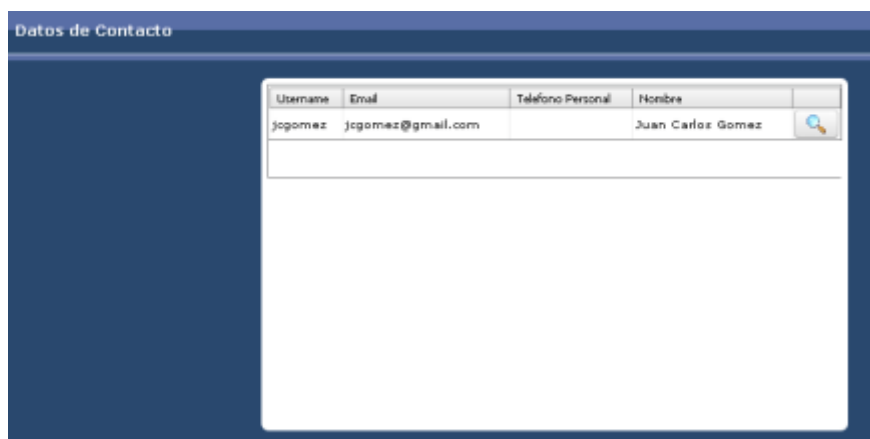 Datos de Contacto
Username Email Telefono Personal Nombre
jcgomez jcgomez@gmail.com Juan Carlos Gomez